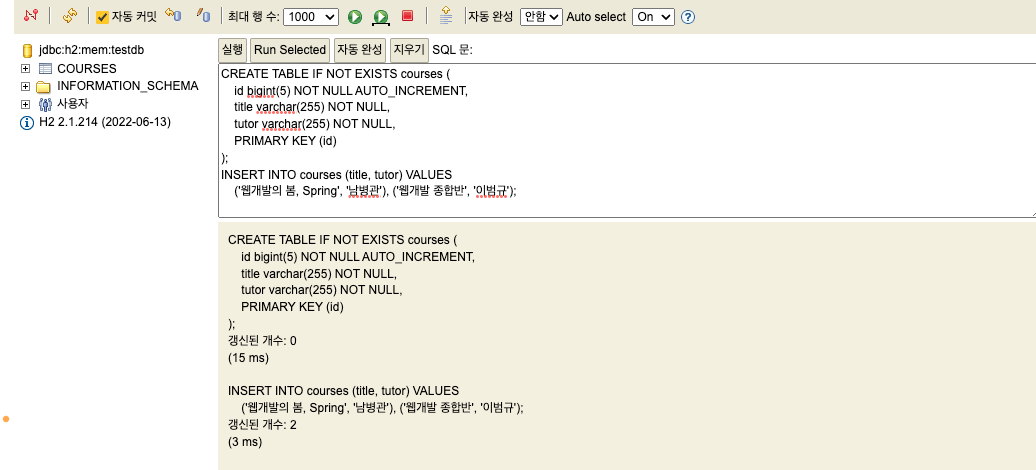 자동 커밋 최대 행 수: 1000 자동 완성 안함 Auto select On
실행 Run Selected 자동 완성 지우기 SQL 문:
jdbc:h2:mem:testdb
COURSES
INFORMATION_SCHEMA
사용자
H2 2.1.214 (2022-06-13)
CREATE TABLE IF NOT EXISTS courses (
id bigint(5) NOT NULL AUTO_INCREMENT,
title varchar(255) NOT NULL,
tutor varchar(255) NOT NULL,
PRIMARY KEY (id)
);
INSERT INTO courses (title, tutor) VALUES
('웹개발의 봄, Spring', '남병관'), ('웹개발 종합반', '이범규');
CREATE TABLE IF NOT EXISTS courses (
id bigint(5) NOT NULL AUTO_INCREMENT,
title varchar(255) NOT NULL,
tutor varchar(255) NOT NULL,
PRIMARY KEY (id)
);
갱신된 개수: 0
(15 ms)
INSERT INTO courses (title, tutor) VALUES
('웹개발의 봄, Spring', '남병관'), ('웹개발 종합반', '이범규');
갱신된 개수: 2
(3 ms)